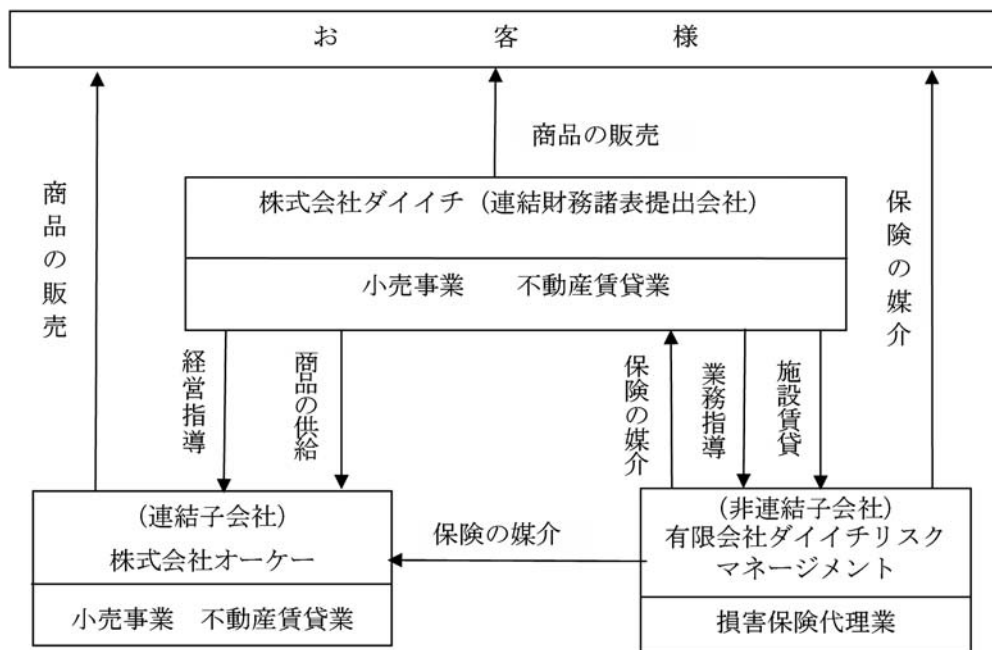 お客様
商品の販売
株式会社ダイイチ（連結財務諸表提出会社）
小売事業　不動産賃貸業
商品の販売
保険の媒介
経営指導
商品の供給
保険の媒介
業務指導
施設賃貸
（連結子会社）
株式会社オーケー
小売事業　不動産賃貸業
保険の媒介
（非連結子会社）
有限会社ダイイチリスク
マネージメント
損害保険代理業